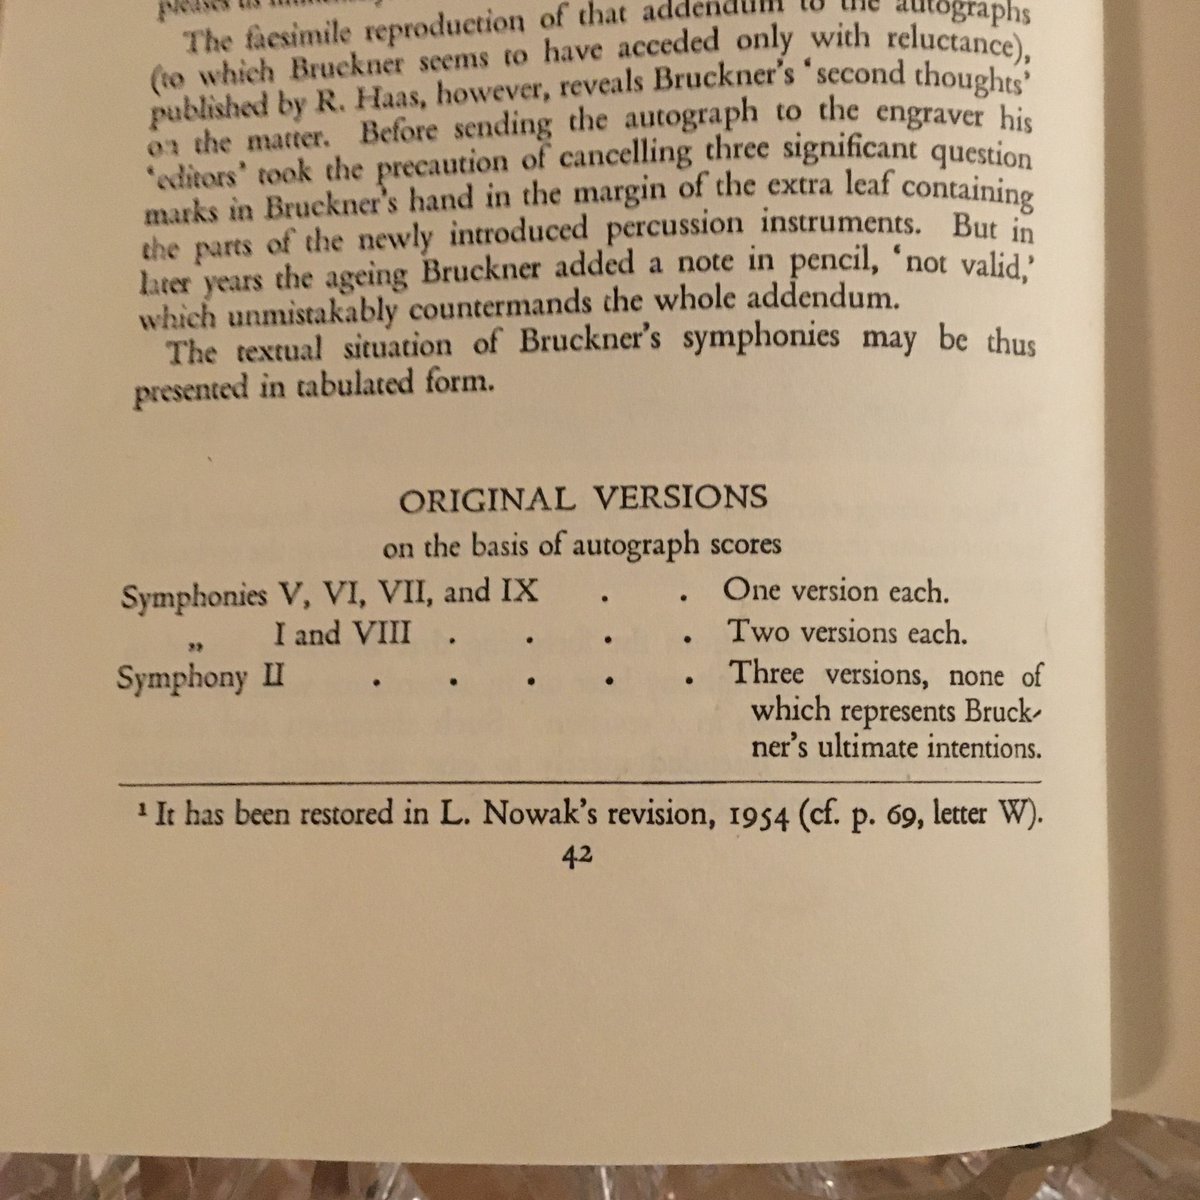 pleases us
The facsimile reproduction of that addendum to the autographs
(to which Bruckner seems to have acceded only with reluctance),
published by R. Haas, however, reveals Bruckner's ‘second thoughts’
on the matter. Before sending the autograph to the engraver his
‘editors’ took the precaution of cancelling three significant question
marks in Bruckner's hand in the margin of the extra leaf containing
the parts of the newly introduced percussion instruments. But in
later years the ageing Bruckner added a note in pencil, ‘not valid,’
which unmistakably countermands the whole addendum.
The textual situation of Bruckner's symphonies may be thus
presented in tabulated form.
ORIGINAL VERSIONS
on the basis of autograph scores
Symphonies V, VI, VII, and IX . . One version each.
„ I and VIII . . . . Two versions each.
Symphony II . . . . . Three versions, none of
which represents Bruck-
ner's ultimate intentions.
¹ It has been restored in L. Nowak's revision, 1954 (cf. p. 69, letter W).
42